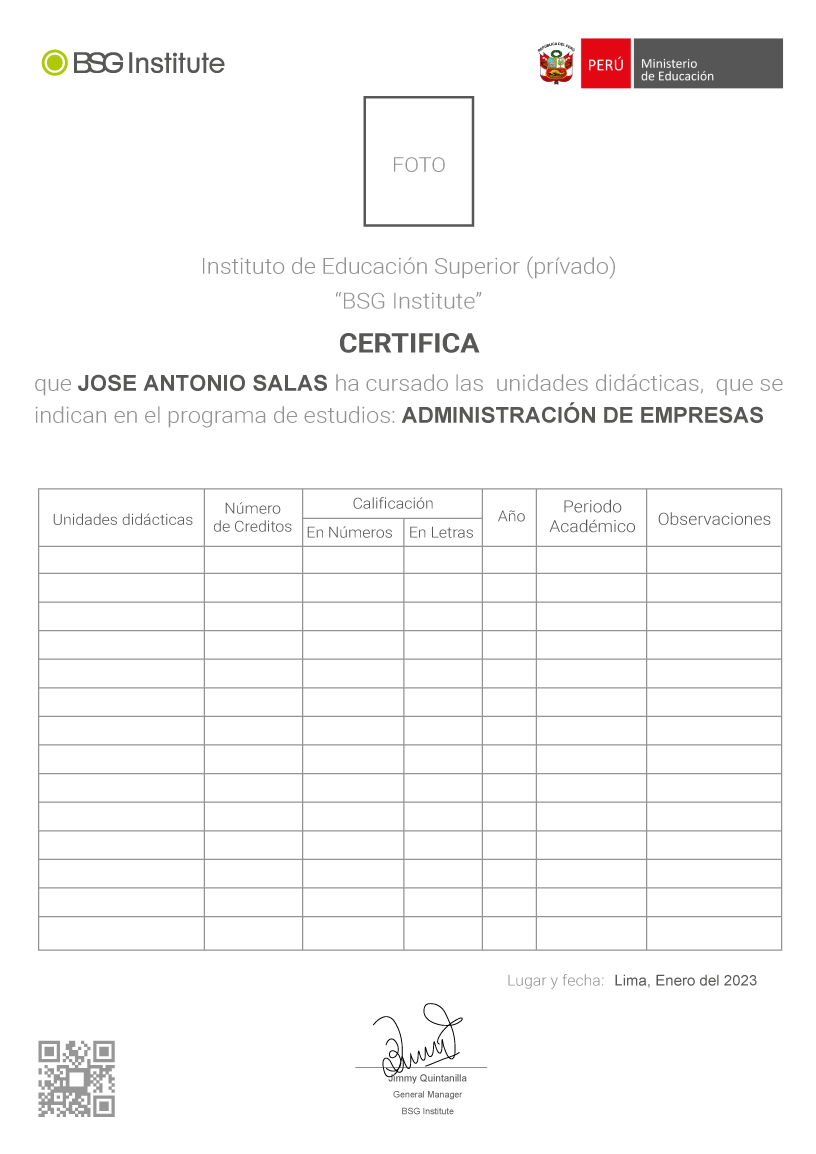 BSG Institute
REPÚBLICA DEL PERÚ
PERÚ
Ministerio
de Educación
FOTO
Instituto de Educación Superior (prívado)
“BSG Institute”
CERTIFICA
que JOSE ANTONIO SALAS ha cursado las unidades didácticas, que se
indican en el programa de estudios: ADMINISTRACIÓN DE EMPRESAS
Unidades didácticas
Número
de Creditos
Calificación
En Números
En Letras
Año
Periodo
Académico
Observaciones
Lugar y fecha: Lima, Enero del 2023
Jimmy Quintanilla
General Manager
BSG Institute